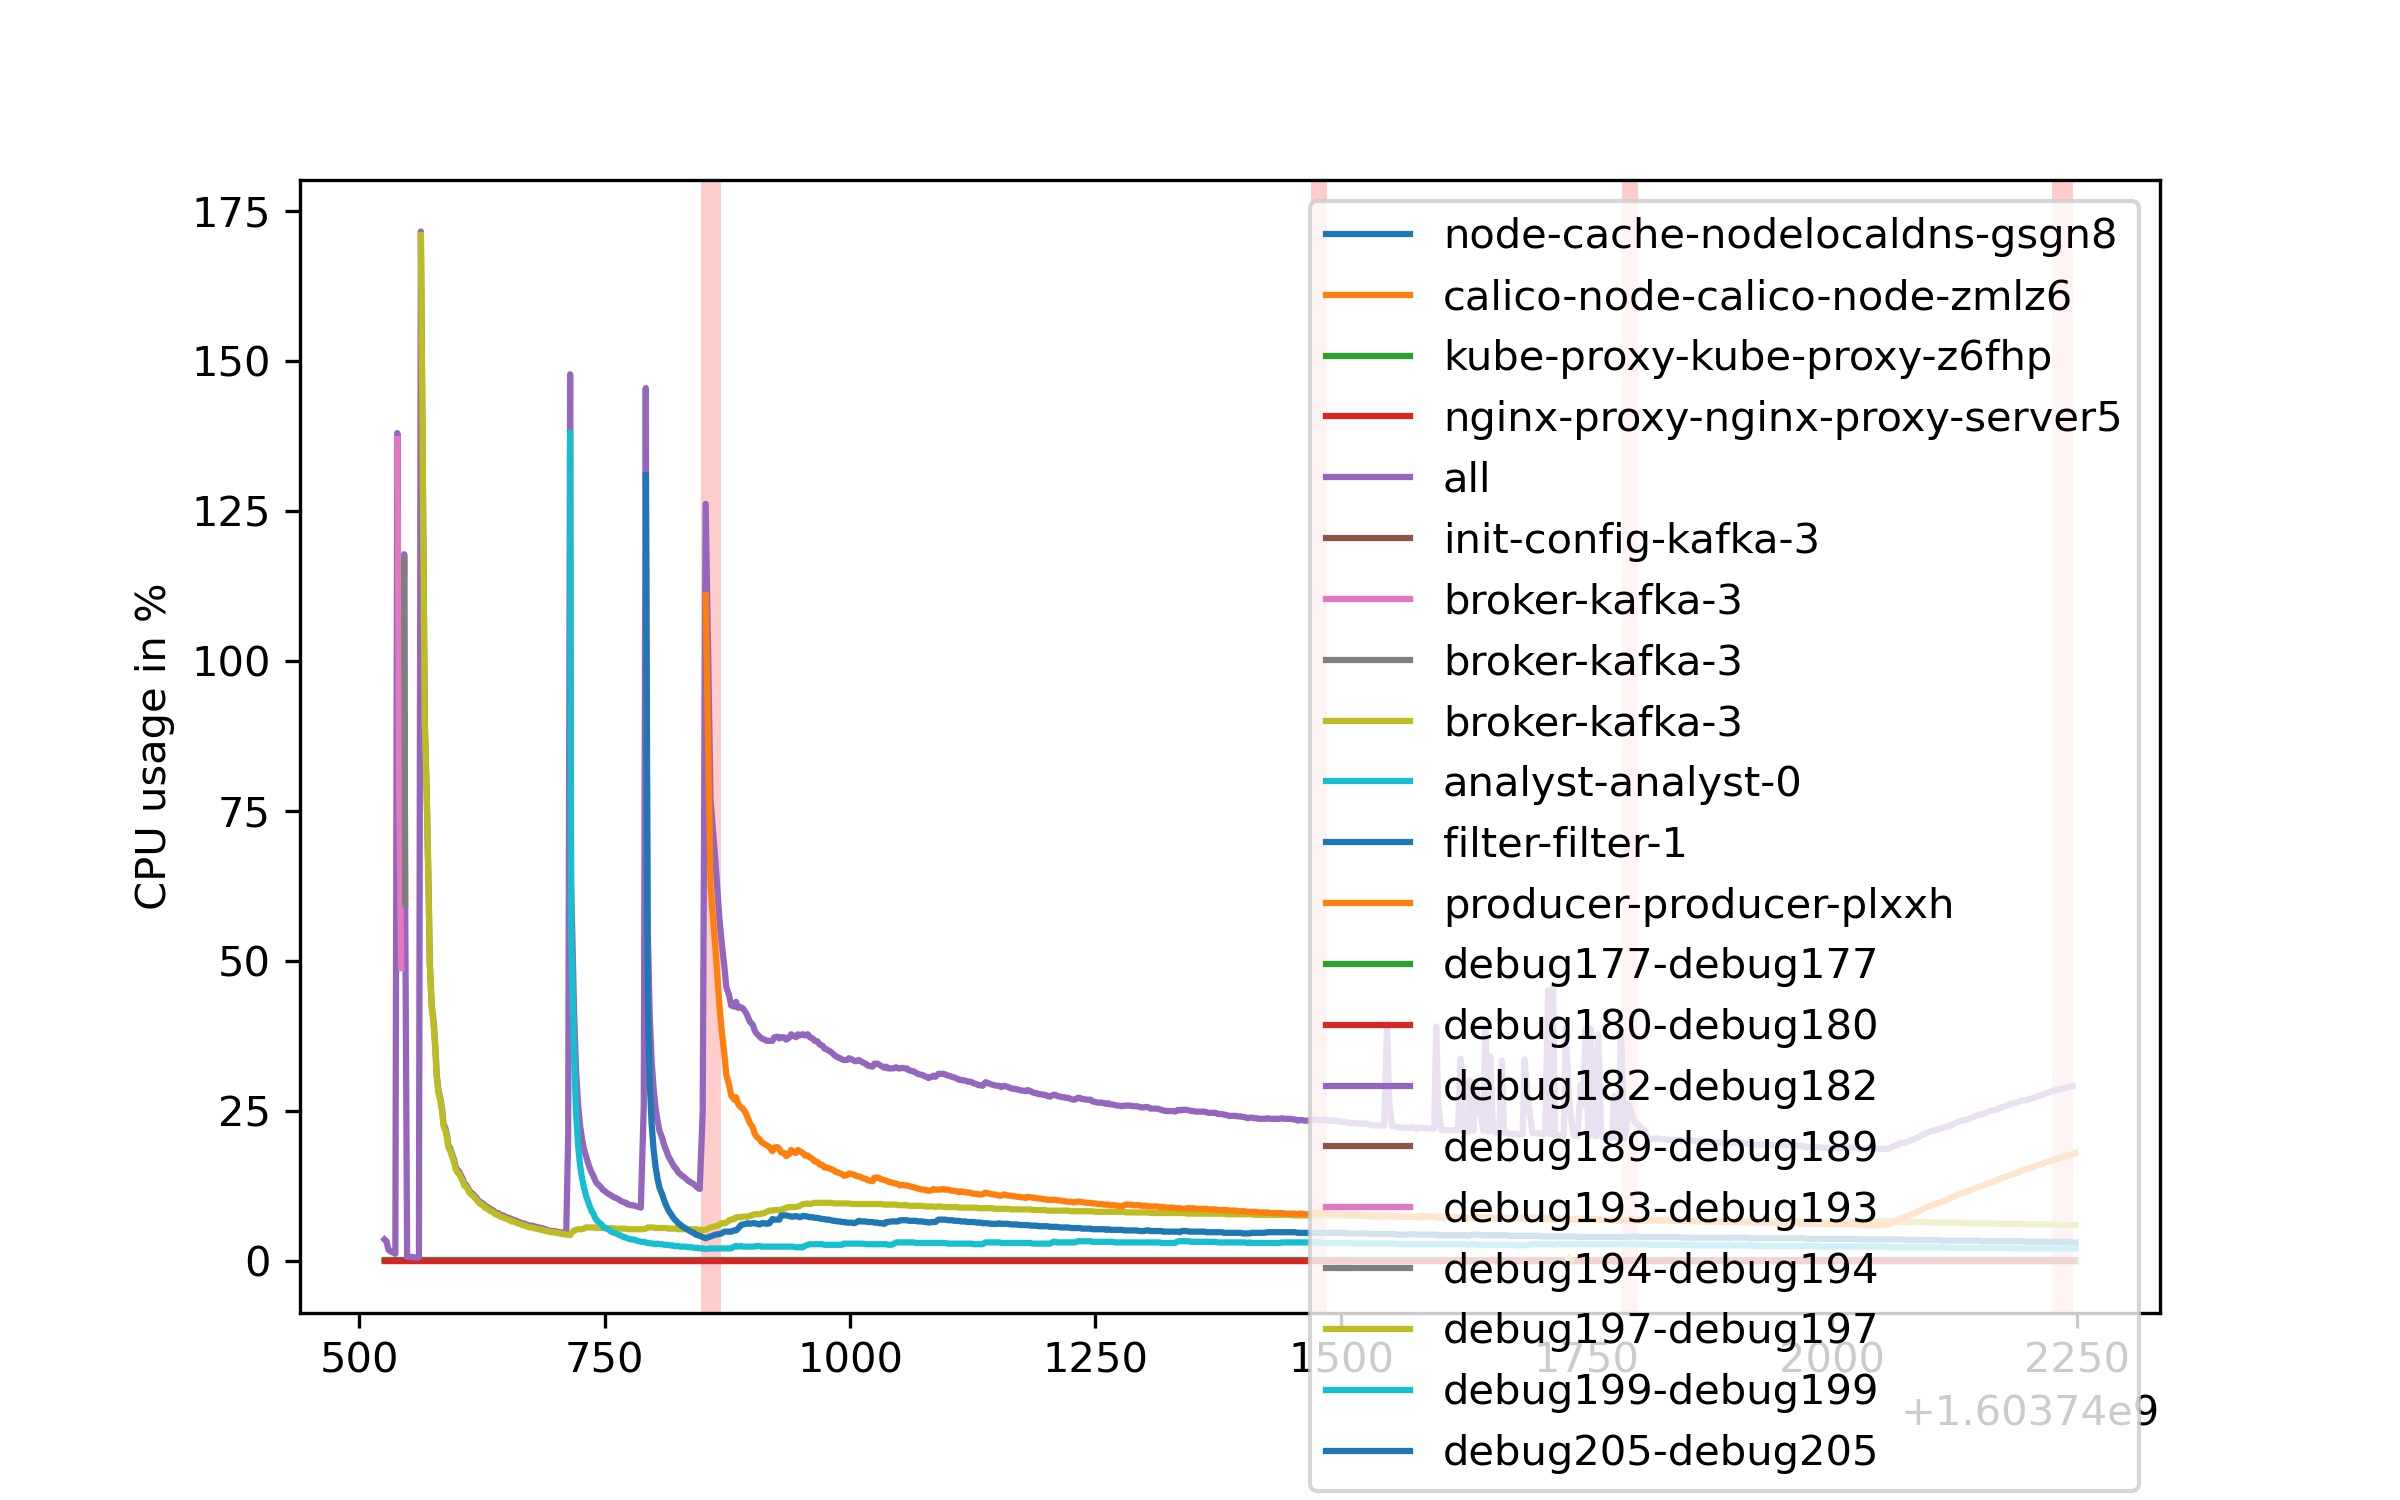 CPU usage in %
175
150
125
100
75
50
25
0
500 750 1000 1250 1500 1750 2000 2250
+1.60374e9
node-cache-nodelocaldns-gsgn8
calico-node-calico-node-zmlz6
kube-proxy-kube-proxy-z6fhp
nginx-proxy-nginx-proxy-server5
all
init-config-kafka-3
broker-kafka-3
broker-kafka-3
broker-kafka-3
analyst-analyst-0
filter-filter-1
producer-producer-plxxh
debug177-debug177
debug180-debug180
debug182-debug182
debug189-debug189
debug193-debug193
debug194-debug194
debug197-debug197
debug199-debug199
debug205-debug205